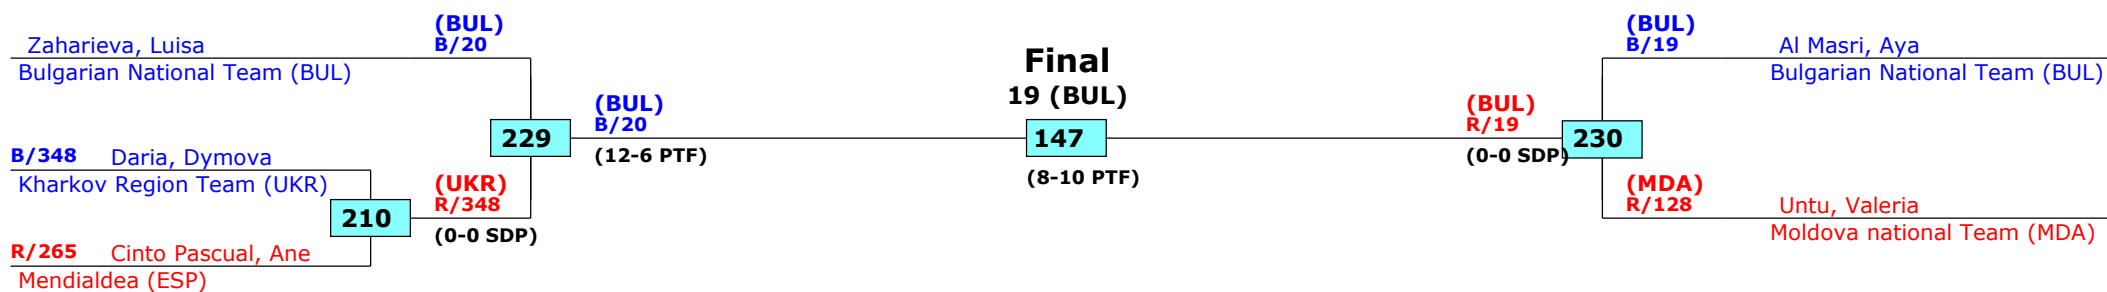 (BUL)
B/20
Zaharieva, Luisa
Bulgarian National Team (BUL)
B/348 Daria, Dymova
Kharkov Region Team (UKR)
210
R/265 Cinto Pascual, Ane
Mendialdea (ESP)
(UKR)
R/348
(0-0 SDP)
229
(BUL)
B/20
(12-6 PTF)
Final
19 (BUL)
147
(8-10 PTF)
(BUL)
R/19
(0-0 SDP)
230
(BUL)
B/19
Al Masri, Aya
Bulgarian National Team (BUL)
(MDA)
R/128
Untu, Valeria
Moldova national Team (MDA)